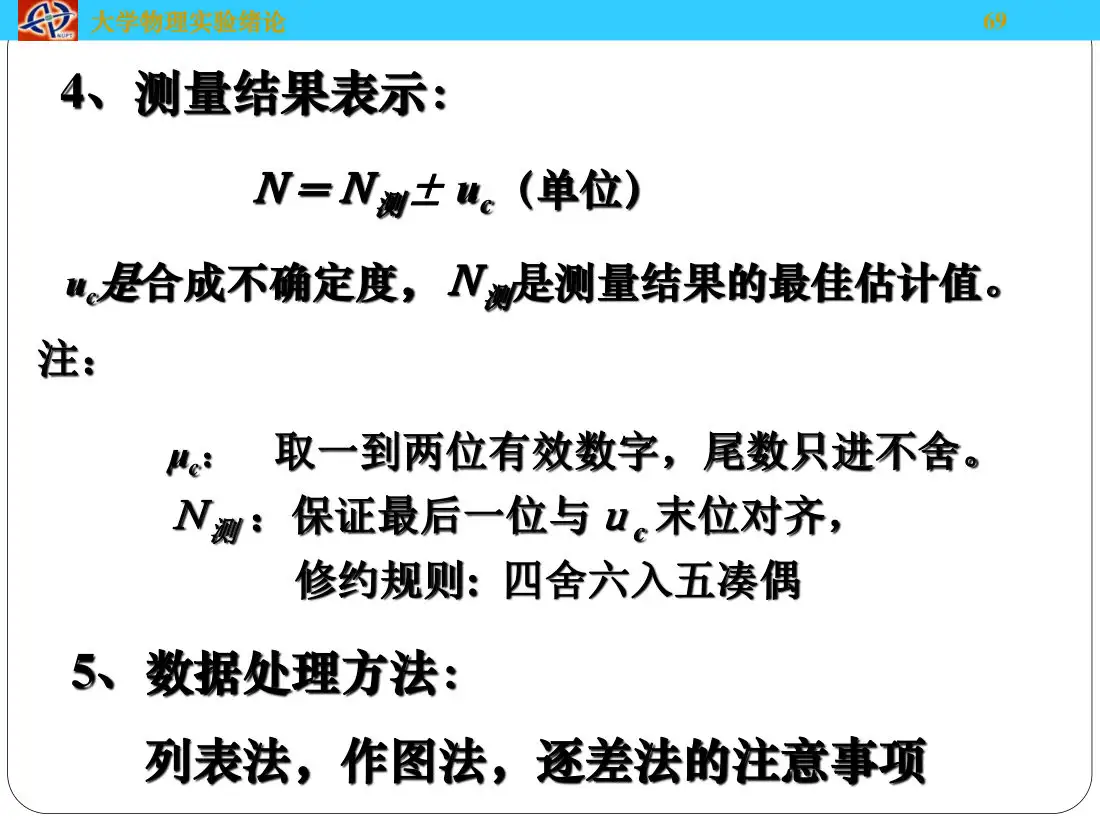 大学物理实验绪论 69
NUPT
4、测量结果表示:
N＝N测± uc（单位）
uc是合成不确定度，N测是测量结果的最佳估计值。
注：
μc： 取一到两位有效数字，尾数只进不舍。
N测：保证最后一位与 uc 末位对齐，
修约规则: 四舍六入五凑偶
5、数据处理方法:
列表法，作图法，逐差法的注意事项